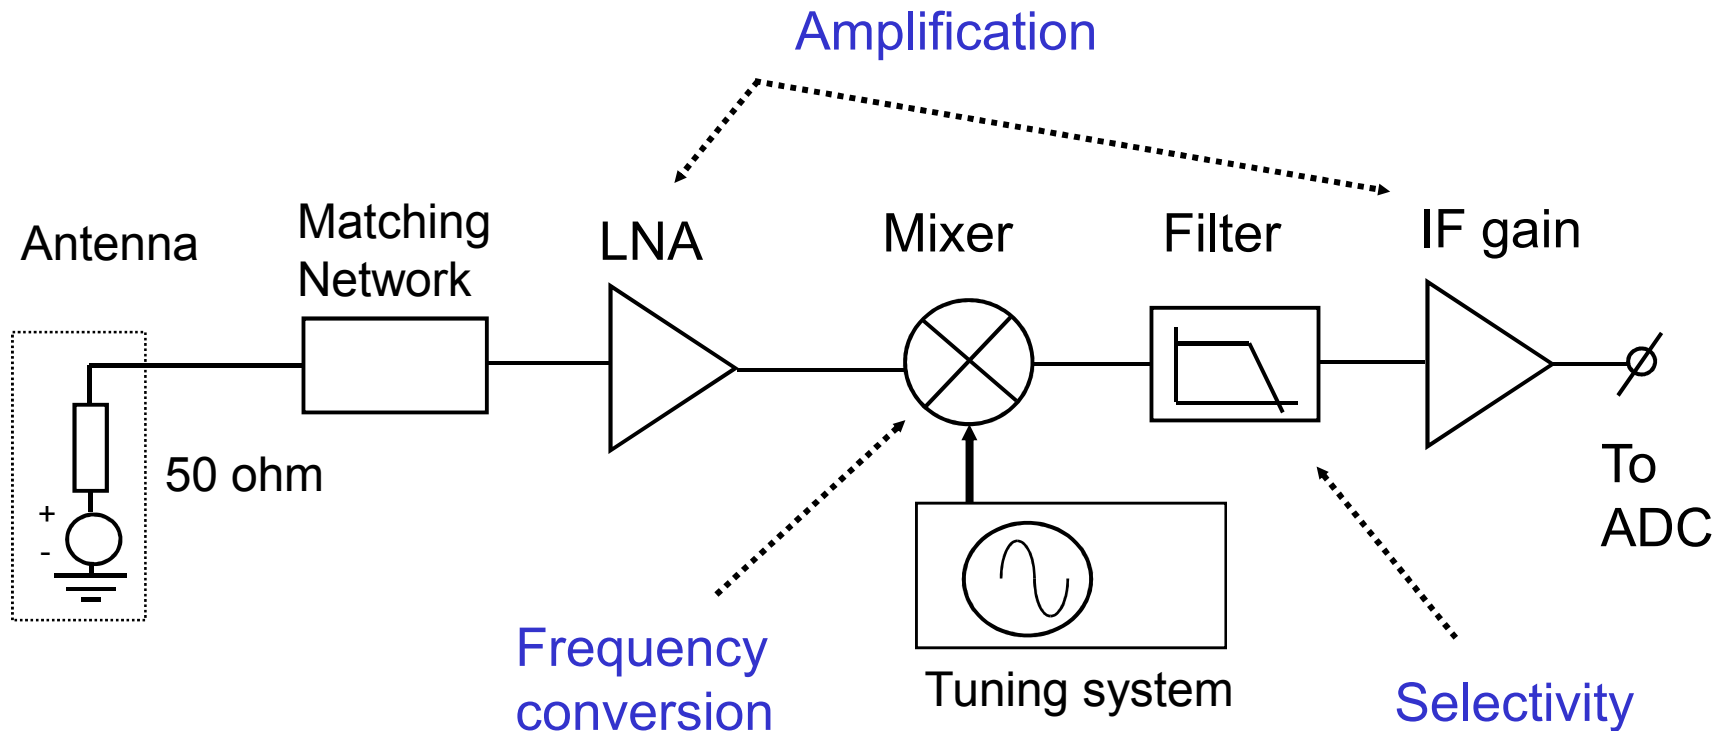 Amplification
Antenna
Matching
Network
LNA
Mixer
Filter
IF gain
50 ohm
+
-
To
ADC
Frequency
conversion
Tuning system
Selectivity